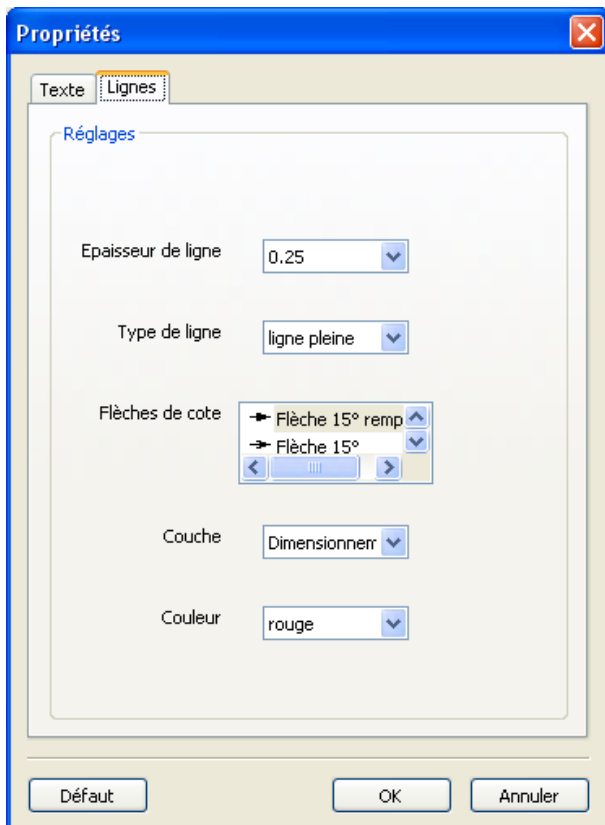 Propriétés
Texte
Lignes
Réglages
Epaisseur de ligne
0.25
Type de ligne
ligne pleine
Flèches de cote
Flèche 15° remp
Flèche 15°
Couche
Dimensionnem
Couleur
rouge
Défaut
OK
Annuler